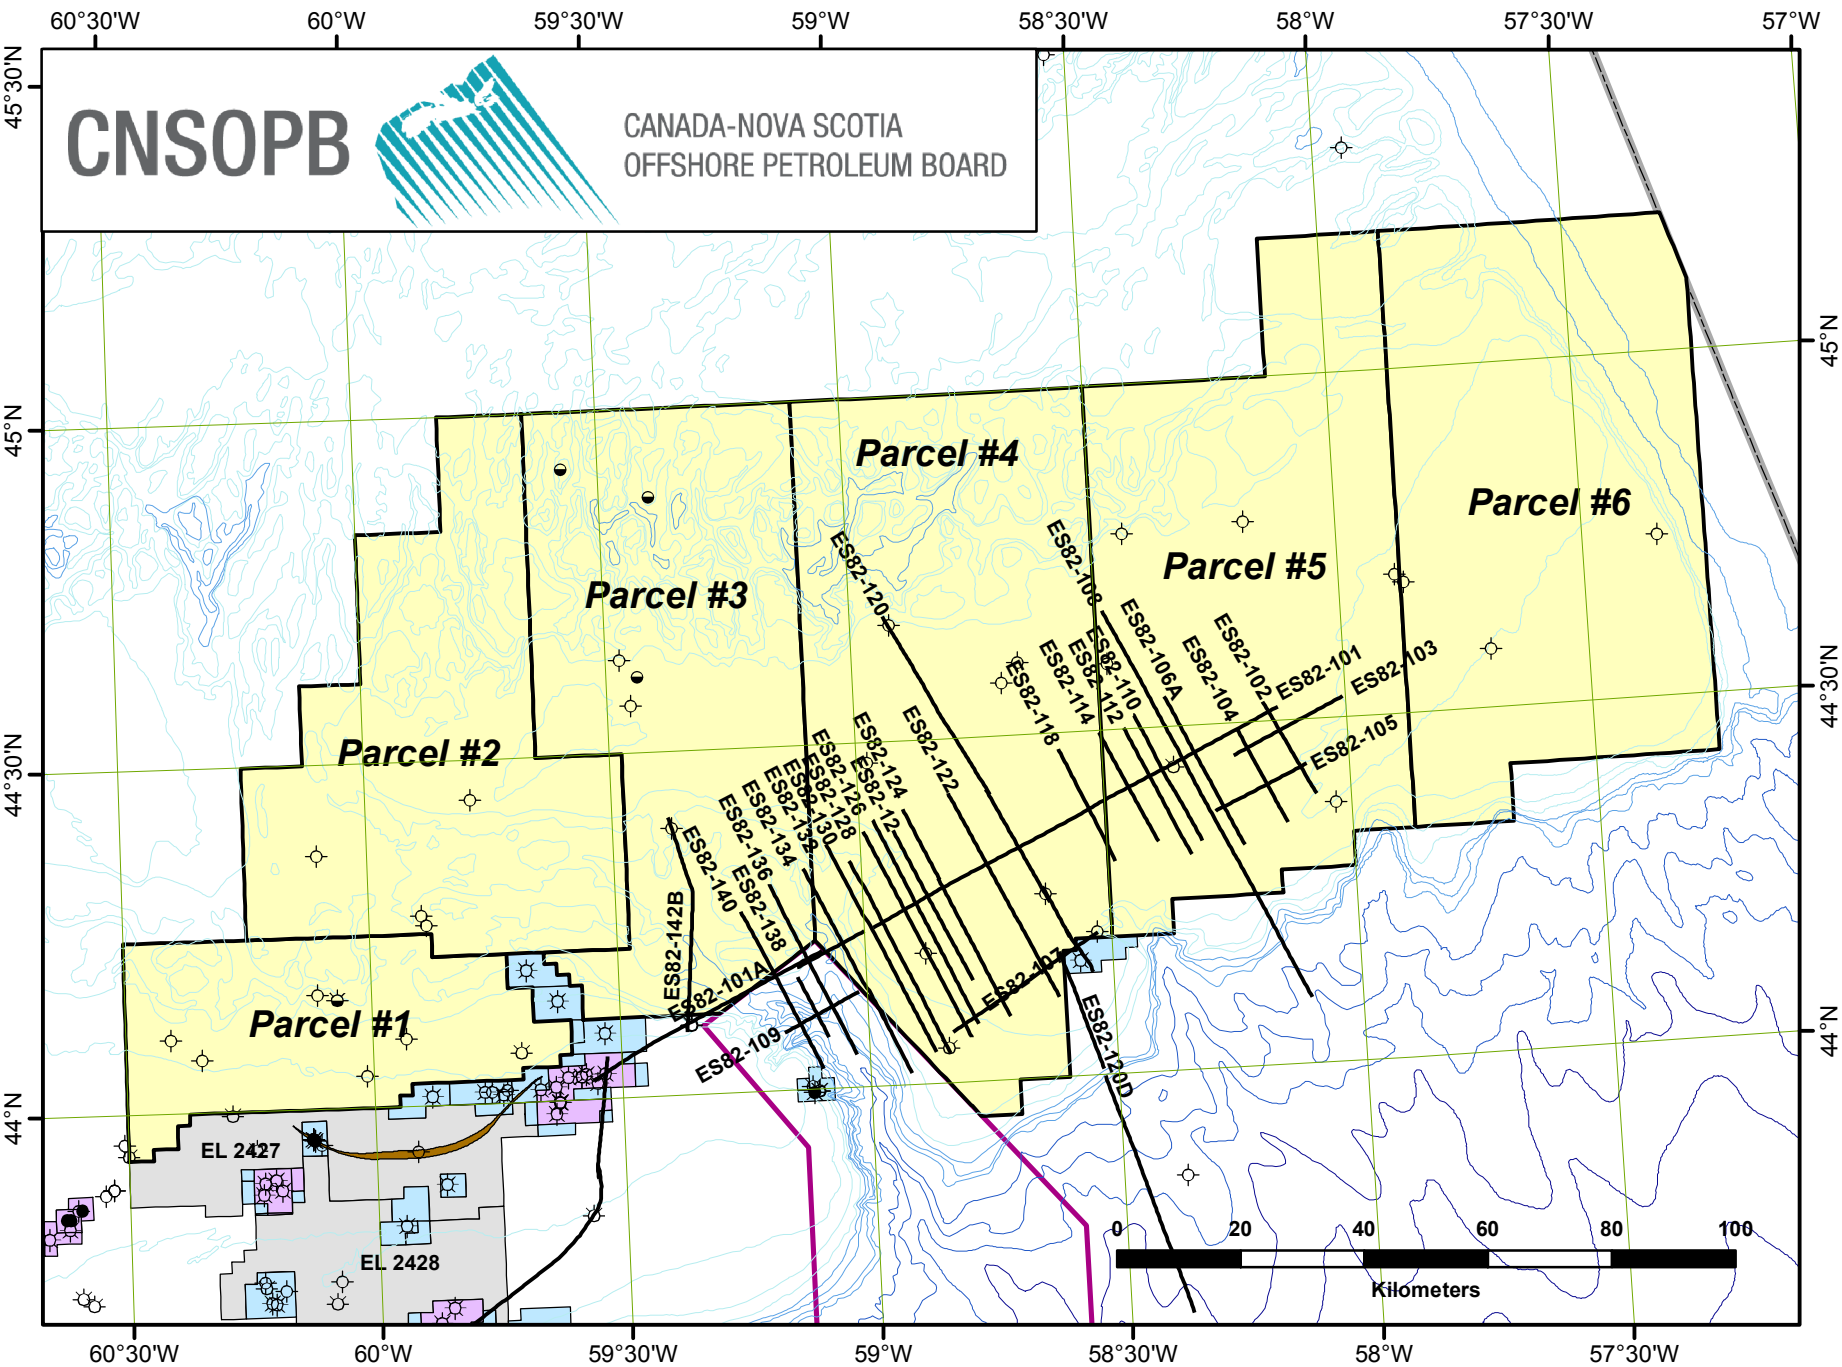 60°30'W
60°W
59°30'W
59°W
58°30'W
58°W
57°30'W
57°W
45°30'N
CNSOPB
CANADA-NOVA SCOTIA
OFFSHORE PETROLEUM BOARD
45°N
45°N
Parcel #4
Parcel #6
Parcel #5
Parcel #3
ES82-120
ES82-108
ES82-106A
ES82-102
ES82-104
ES82-101
ES82-103
ES82-105
ES82-110
ES82-112
ES82-114
ES82-118
44°30'N
44°30'N
Parcel #2
ES82-122
ES82-124
ES82-12
ES82-126
ES82-128
ES82-130
ES82-132
ES82-134
ES82-136
ES82-138
ES82-140
ES82-142B
ES82-101A
ES82-107
ES82-109
ES82-120D
Parcel #1
44°N
44°N
EL 2427
EL 2428
0
20
40
60
80
100
Kilometers
60°30'W
60°W
59°30'W
59°W
58°30'W
58°W
57°30'W